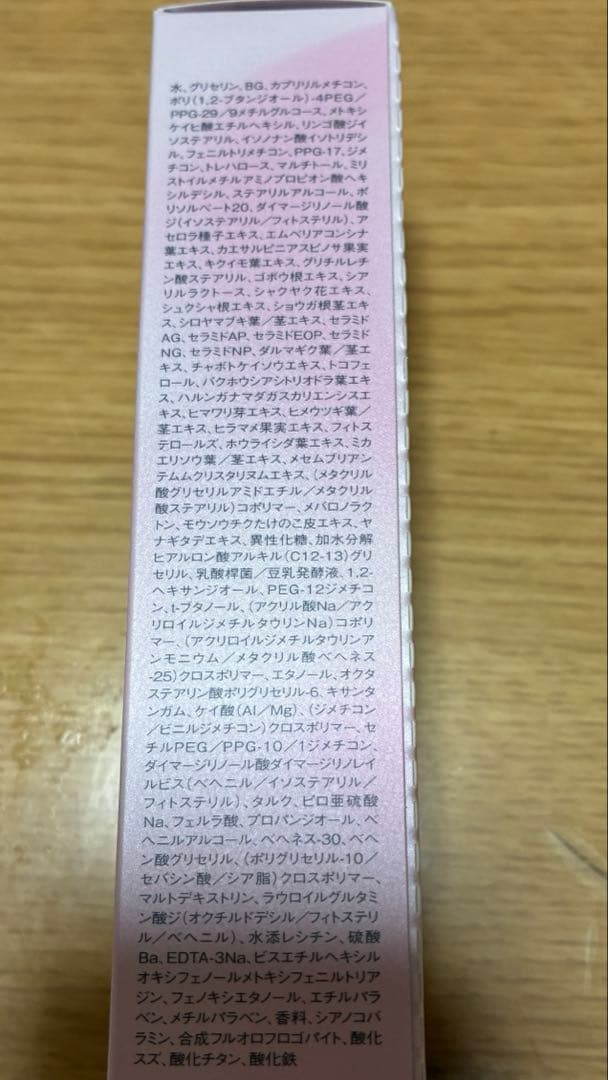 水、グリセリン、BG、カプリリルメチコン、
ポリ(1,2-ブタンジオール)-4PEG／
PPG-29／9メチルグルコース、メトキシ
ケイヒ酸エチルヘキシル、リンゴ酸ジイ
ソステアリル、イソノナン酸イソトリデシ
ル、フェニルトリメチコン、PPG-17、ジメ
チコン、トレハロース、マルチトール、ミリ
ストイルメチルアミノプロピオン酸ヘキ
シルデシル、ステアリルアルコール、ポ
リソルベート20、ダイマージリノール酸
ジ(イソステアリル／フィトステリル)、ア
セロラ種子エキス、エムベリアコンシナ
葉エキス、カエサルピニアスピノサ果実
エキス、キクイモ葉エキス、グリチルレチ
ン酸ステアリル、ゴボウ根エキス、シア
リルラクトース、シャクヤク花エキス、
シュクシャ根エキス、ショウガ根茎エキ
ス、シロヤマブキ葉／茎エキス、セラミド
AG、セラミドAP、セラミドEOP、セラミド
NG、セラミドNP、ダルマギク葉／茎エ
キス、チャボトケイソウエキス、トコフェ
ロール、バクホウシアシトリオドラ葉エキ
ス、ハルンガナマダガスカリエンシスエ
キス、ヒマワリ芽エキス、ヒメウツギ葉／
茎エキス、ヒラマメ果実エキス、フィトス
テロールズ、ホウライシダ葉エキス、ミカ
エリソウ葉／茎エキス、メセムブリアン
テムムクリスタリヌムエキス、(メタクリル
酸グリセリルアミドエチル／メタクリル
酸ステアリル)コポリマー、メバロノラク
トン、モウソウチクたけのこ皮エキス、ヤ
ナギタデエキス、異性化糖、加水分解
ヒアルロン酸アルキル(C12-13)グリ
セリル、乳酸桿菌／豆乳発酵液、1,2-
ヘキサンジオール、PEG-12ジメチコ
ン、t-ブタノール、(アクリル酸Na／アク
リロイルジメチルタウリンNa)コポリ
マー、(アクリロイルジメチルタウリンア
ンモニウム／メタクリル酸ベヘネス
-25)クロスポリマー、エタノール、オクタ
ステアリン酸ポリグリセリル-6、キサンタ
ンガム、ケイ酸(Al／Mg)、(ジメチコン
／ビニルジメチコン)クロスポリマー、セ
チルPEG／PPG-10／1ジメチコン、
ダイマージリノール酸ダイマージリノレイ
ルビス(ベヘニル／イソステアリル／
フィトステリル)、タルク、ピロ亜硫酸
Na、フェルラ酸、プロパンジオール、ベ
ヘニルアルコール、ベヘネス-30、ベヘ
ン酸グリセリル、(ポリグリセリル-10／
セバシン酸／シア脂)クロスポリマー、
マルトデキストリン、ラウロイルグルタミ
ン酸ジ(オクチルドデシル／フィトステリ
ル／ベヘニル)、水添レシチン、硫酸
Ba、EDTA-3Na、ビスエチルヘキシル
オキシフェノールメトキシフェニルトリア
ジン、フェノキシエタノール、エチルパラ
ベン、メチルパラベン、香料、シアノコバ
ラミン、合成フルオロフロゴパイト、酸化
スズ、酸化チタン、酸化鉄